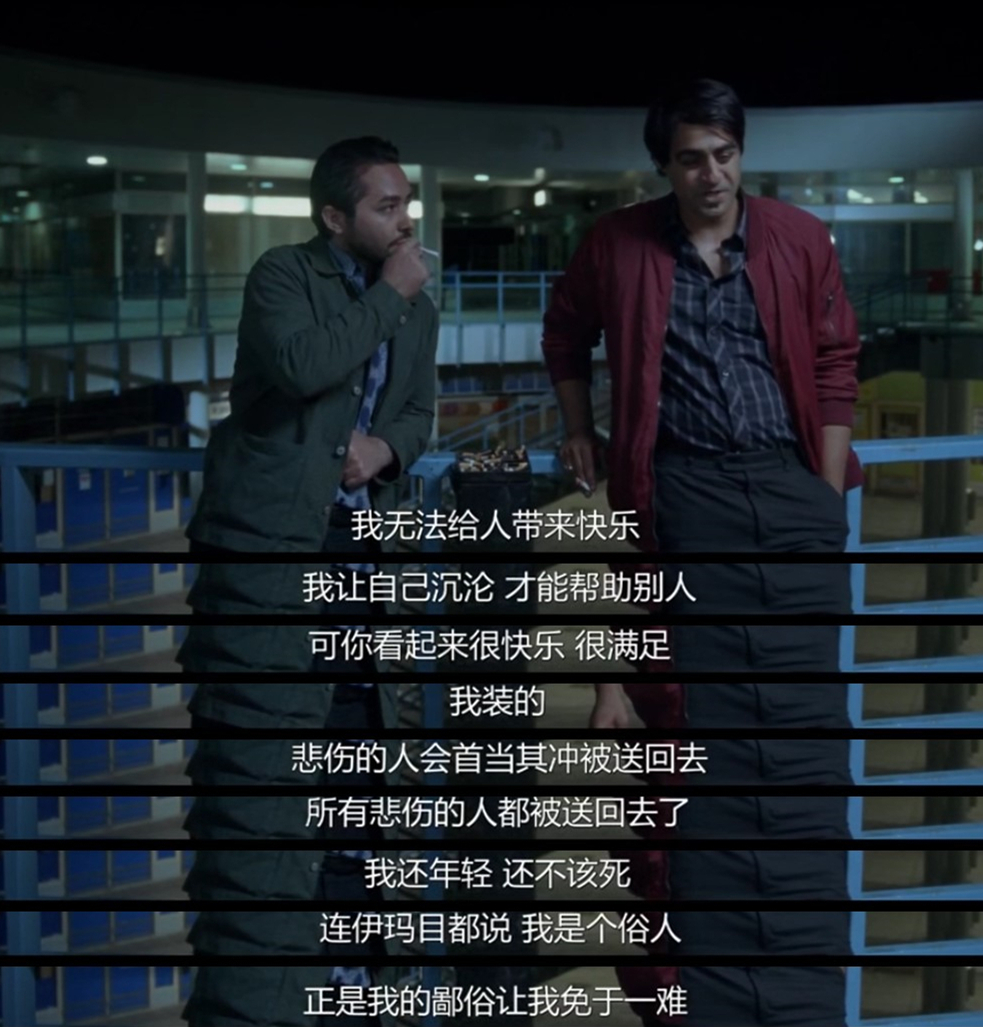 我无法给人带来快乐
我让自己沉沦 才能帮助别人
可你看起来很快乐 很满足
我装的
悲伤的人会首当其冲被送回去
所有悲伤的人都被送回去了
我还年轻 还不该死
连伊玛目都说 我是个俗人
正是我的鄙俗让我免于一难